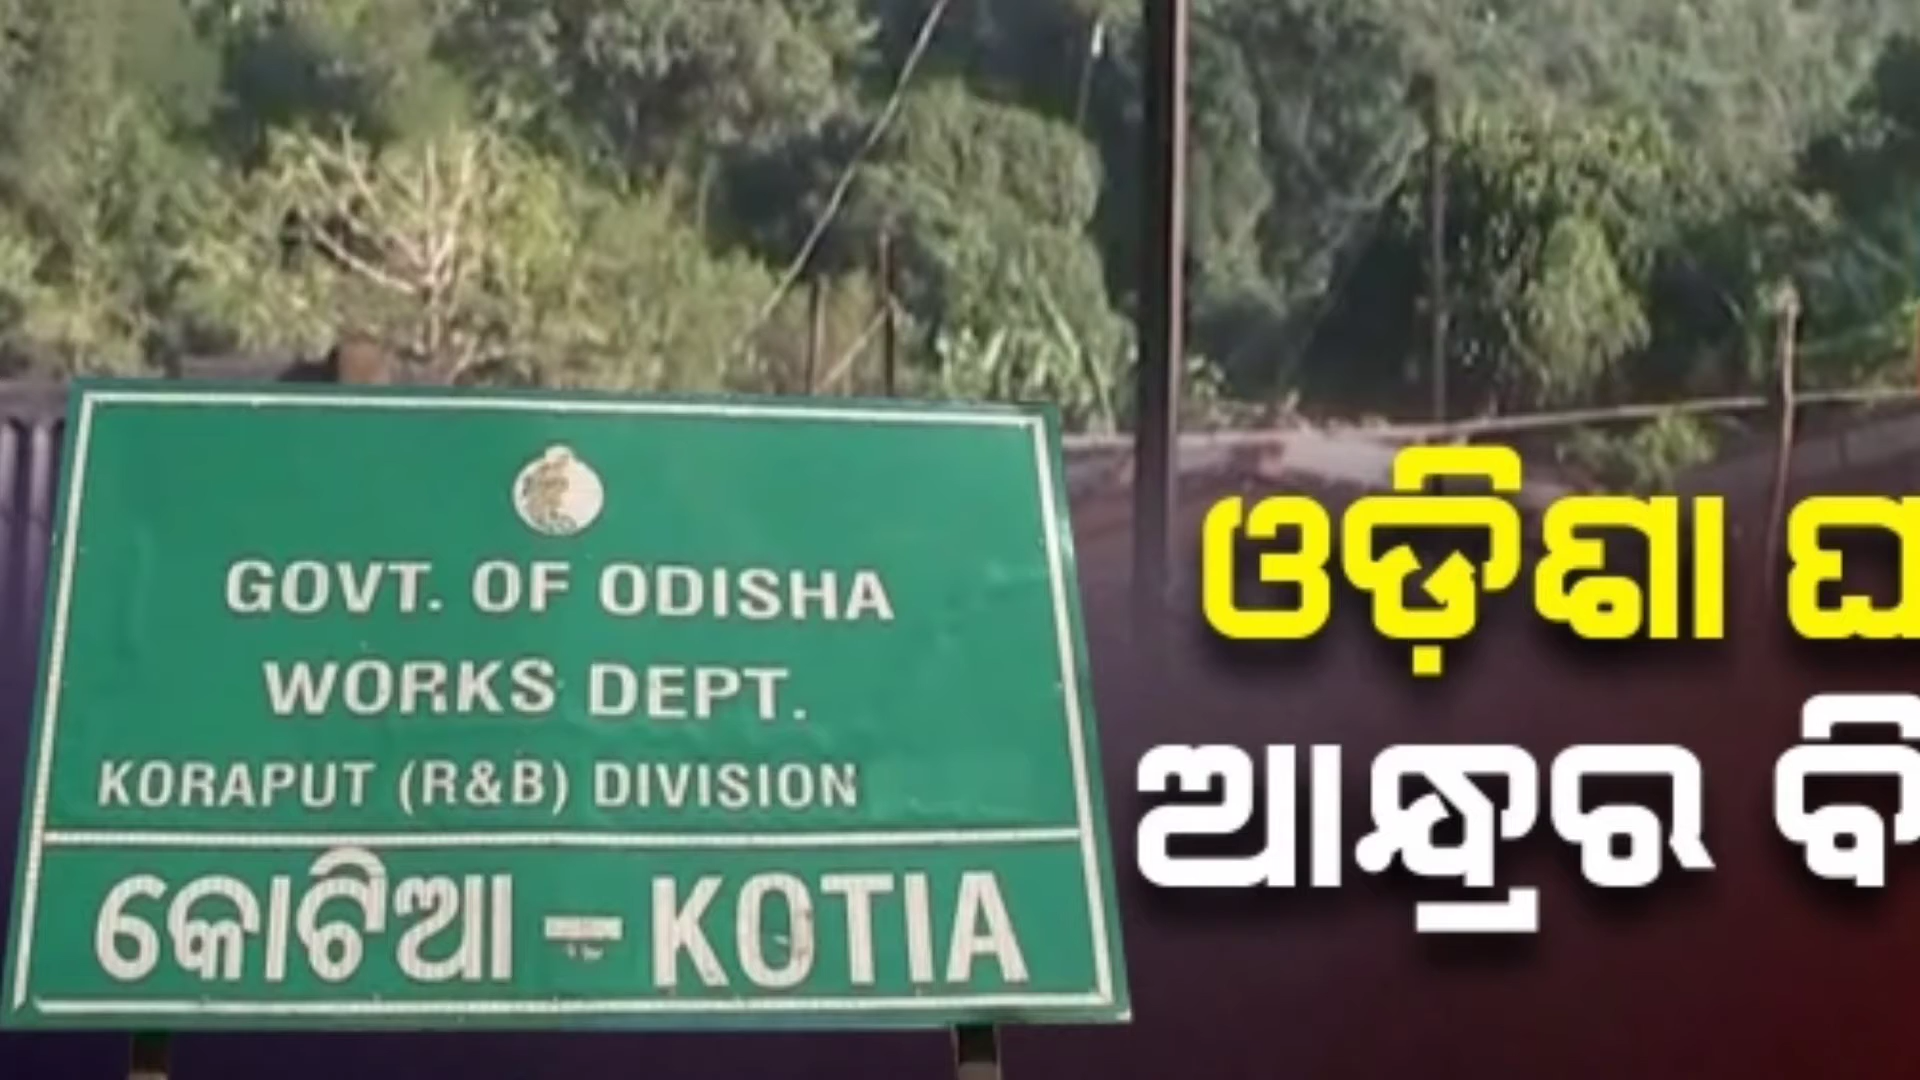 GOVT. OF ODISHA
WORKS DEPT.
KORAPUT (R&B) DIVISION
କୋଟିଆ - KOTIA
ଓଡ଼ିଶା
ଆନ୍ଧ୍ରର